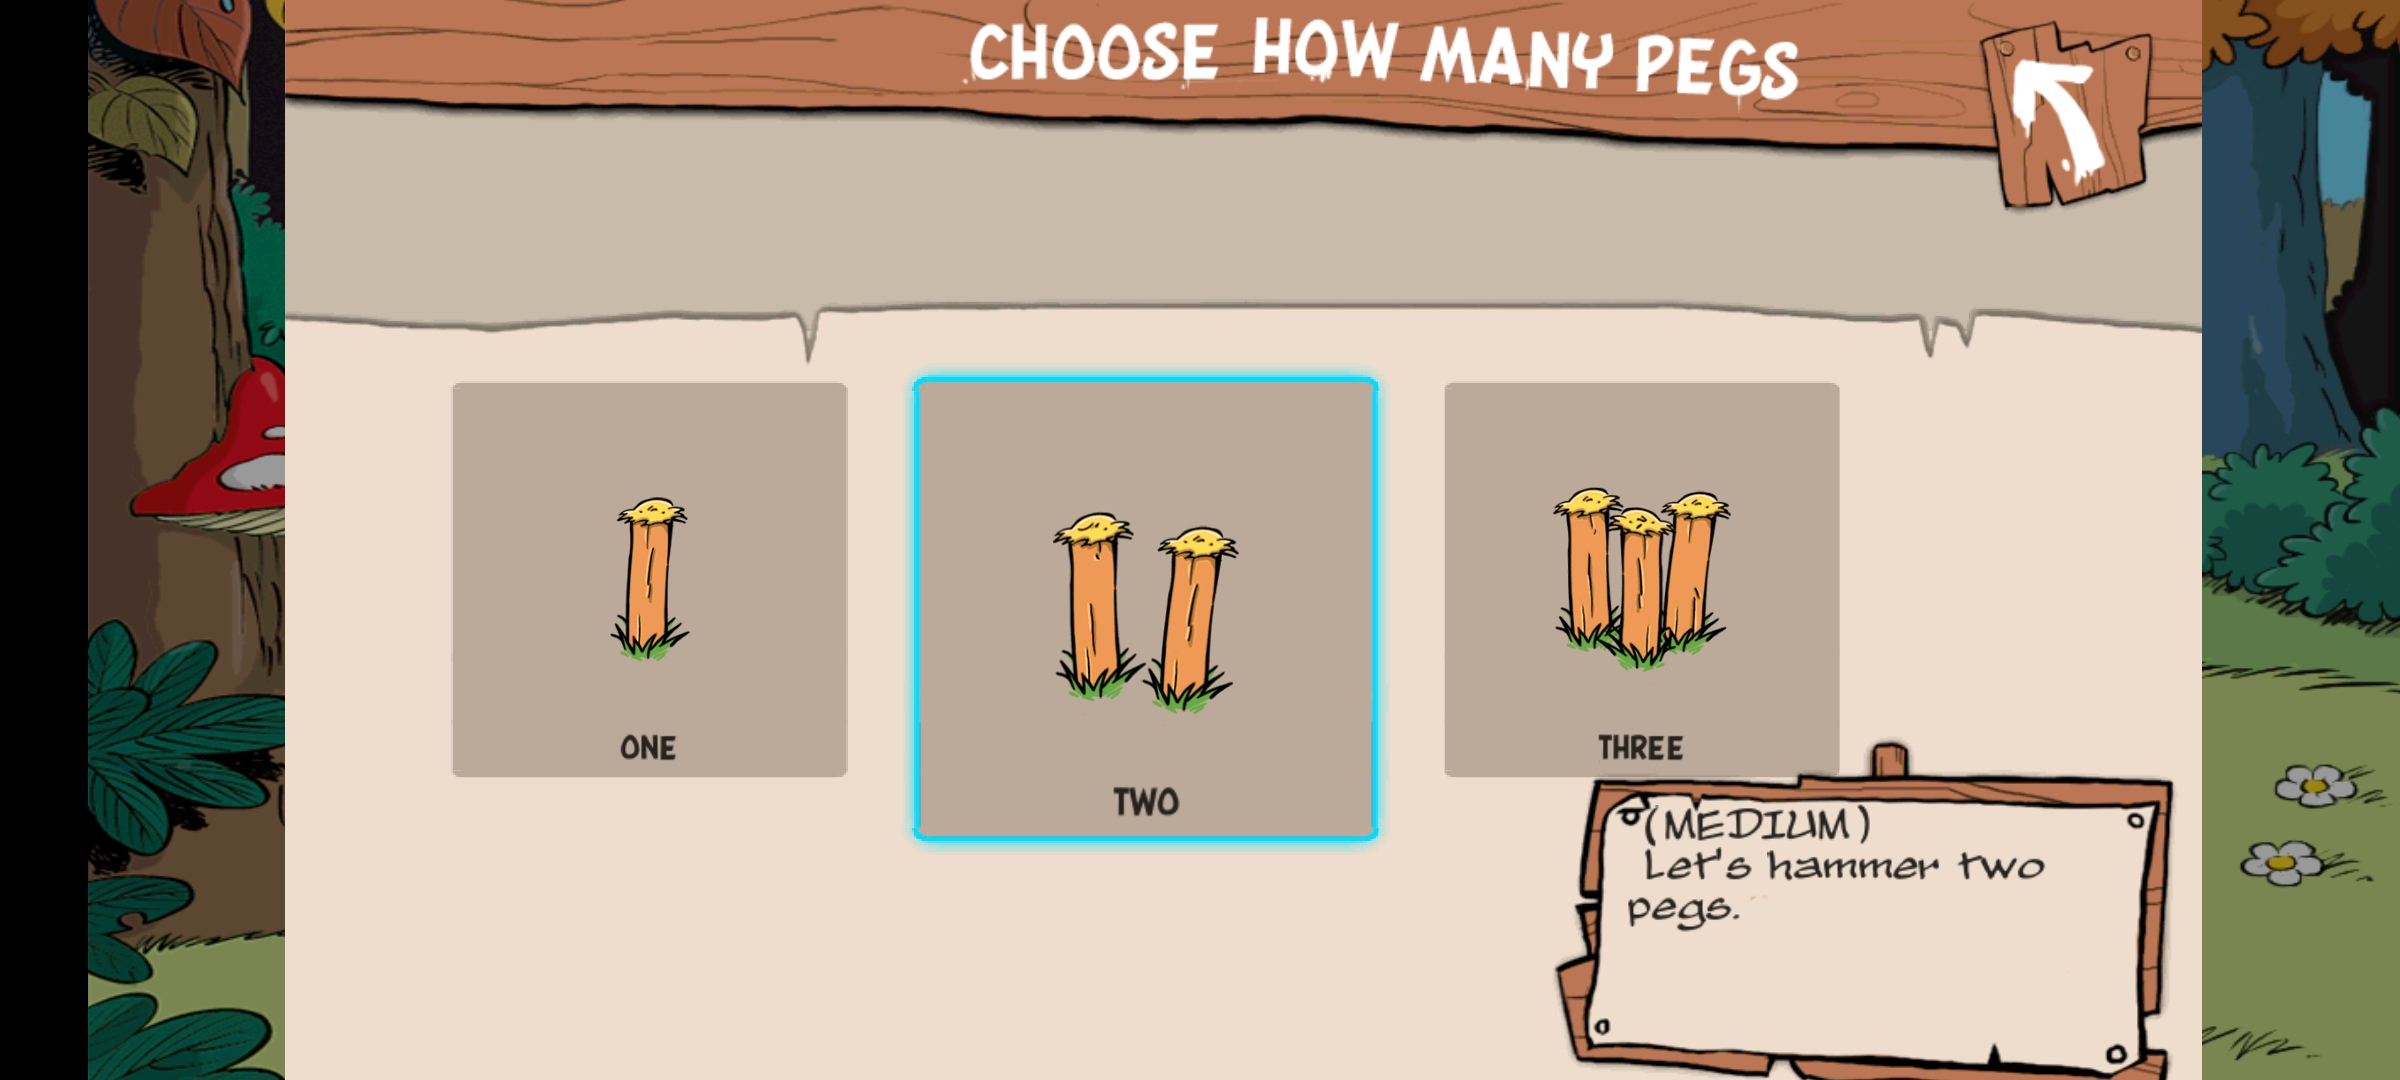 CHOOSE HOW MANY PEGS
ONE
TWO
THREE
(MEDIUM)
Let's hammer two
pegs.